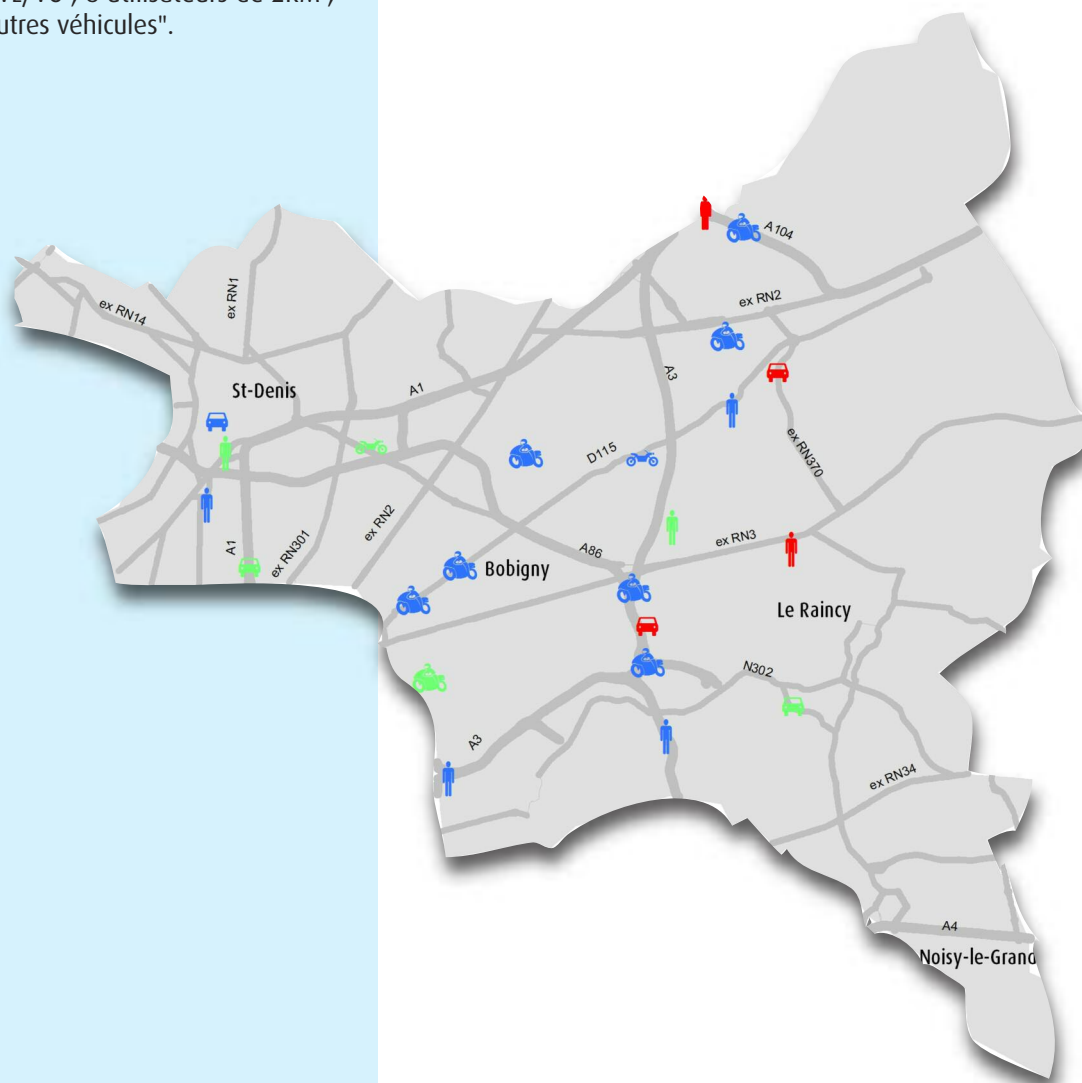 utres véhicules".
A104
ex RN1
ex RN2
ex RN14
A3
St-Denis
A1
ex RN370
D115
ex RN2
A1
ex RN301
A86
ex RN3
Bobigny
Le Raincy
N302
A3
ex RN34
A4
Noisy-le-Grand